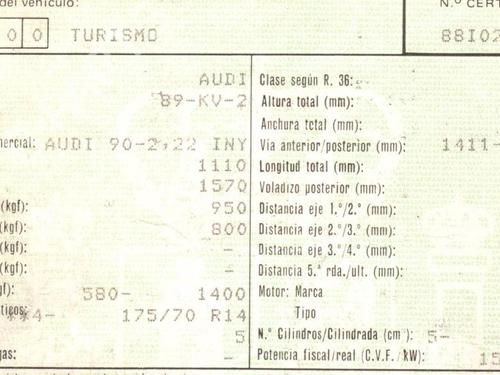 del vehículo:
N.º CERT
0 0 TURISMO
88I02
AUDI Clase según R. 36:
89-KV-2 Altura total (mm):
Anchura total (mm):
mercial: AUDI 90-2,22 INY Vía anterior/posterior (mm): 1411-
1110 Longitud total (mm):
1570 Voladizo posterior (mm):
(kgf): 950 Distancia eje 1.º/2.º (mm):
(kgf): 800 Distancia eje 2.º/3.º (mm):
(kgf): - Distancia eje 3.º/4.º (mm):
(kgf): - Distancia 5.ª rda./ult. (mm):
gf): 580- 1400 Motor: Marca
ticos: 4- 175/70 R14 Tipo
5 N.º Cilindros/Cilindrada (cm ): 5-
gas: - Potencia fiscal/real (C.V.F./ kW): 15